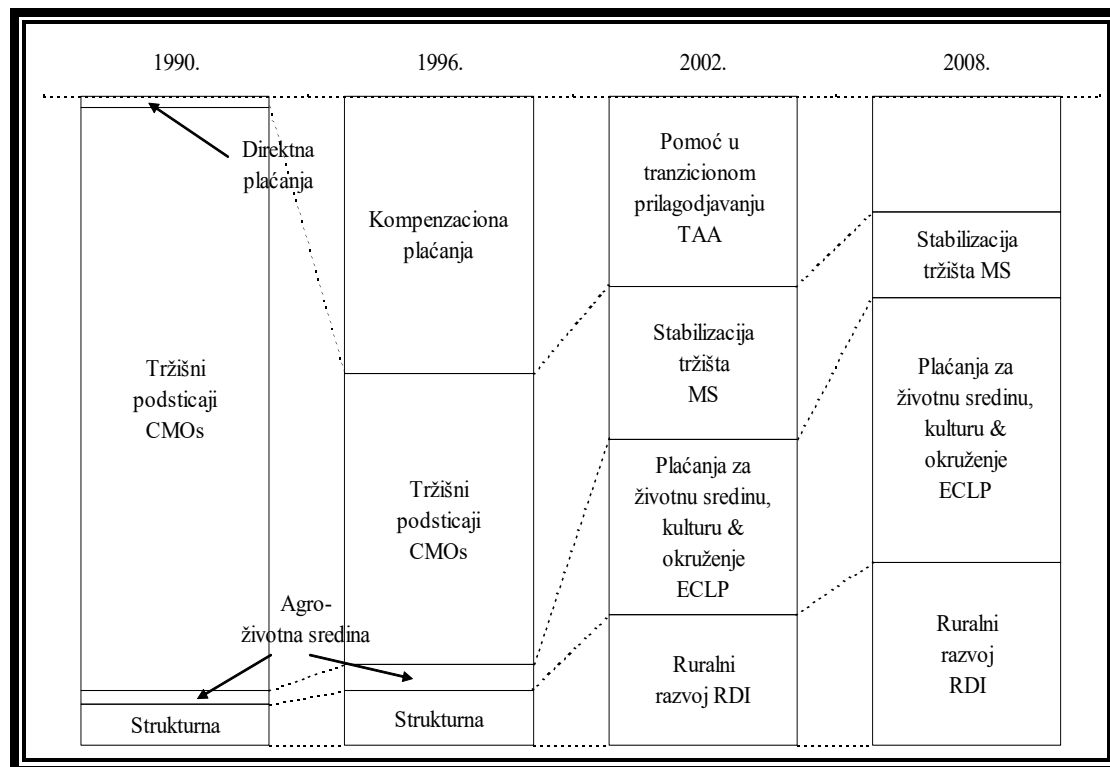 1990.
1996.
2002.
2008.
Direktna
plaćanja
Tržišni
podsticaji
CMOs
Agro-
životna sredina
Strukturna
Kompenzaciona
plaćanja
Tržišni
podsticaji
CMOs
Strukturna
Pomoć u
tranzicionom
prilagodjavanju
TAA
Stabilizacija
tržišta
MS
Plaćanja za
životnu sredinu,
kulturu &
okruženje
ECLP
Ruralni
razvoj RDI
Stabilizacija
tržišta MS
Plaćanja za
životnu sredinu,
kulturu &
okruženje
ECLP
Ruralni
razvoj
RDI